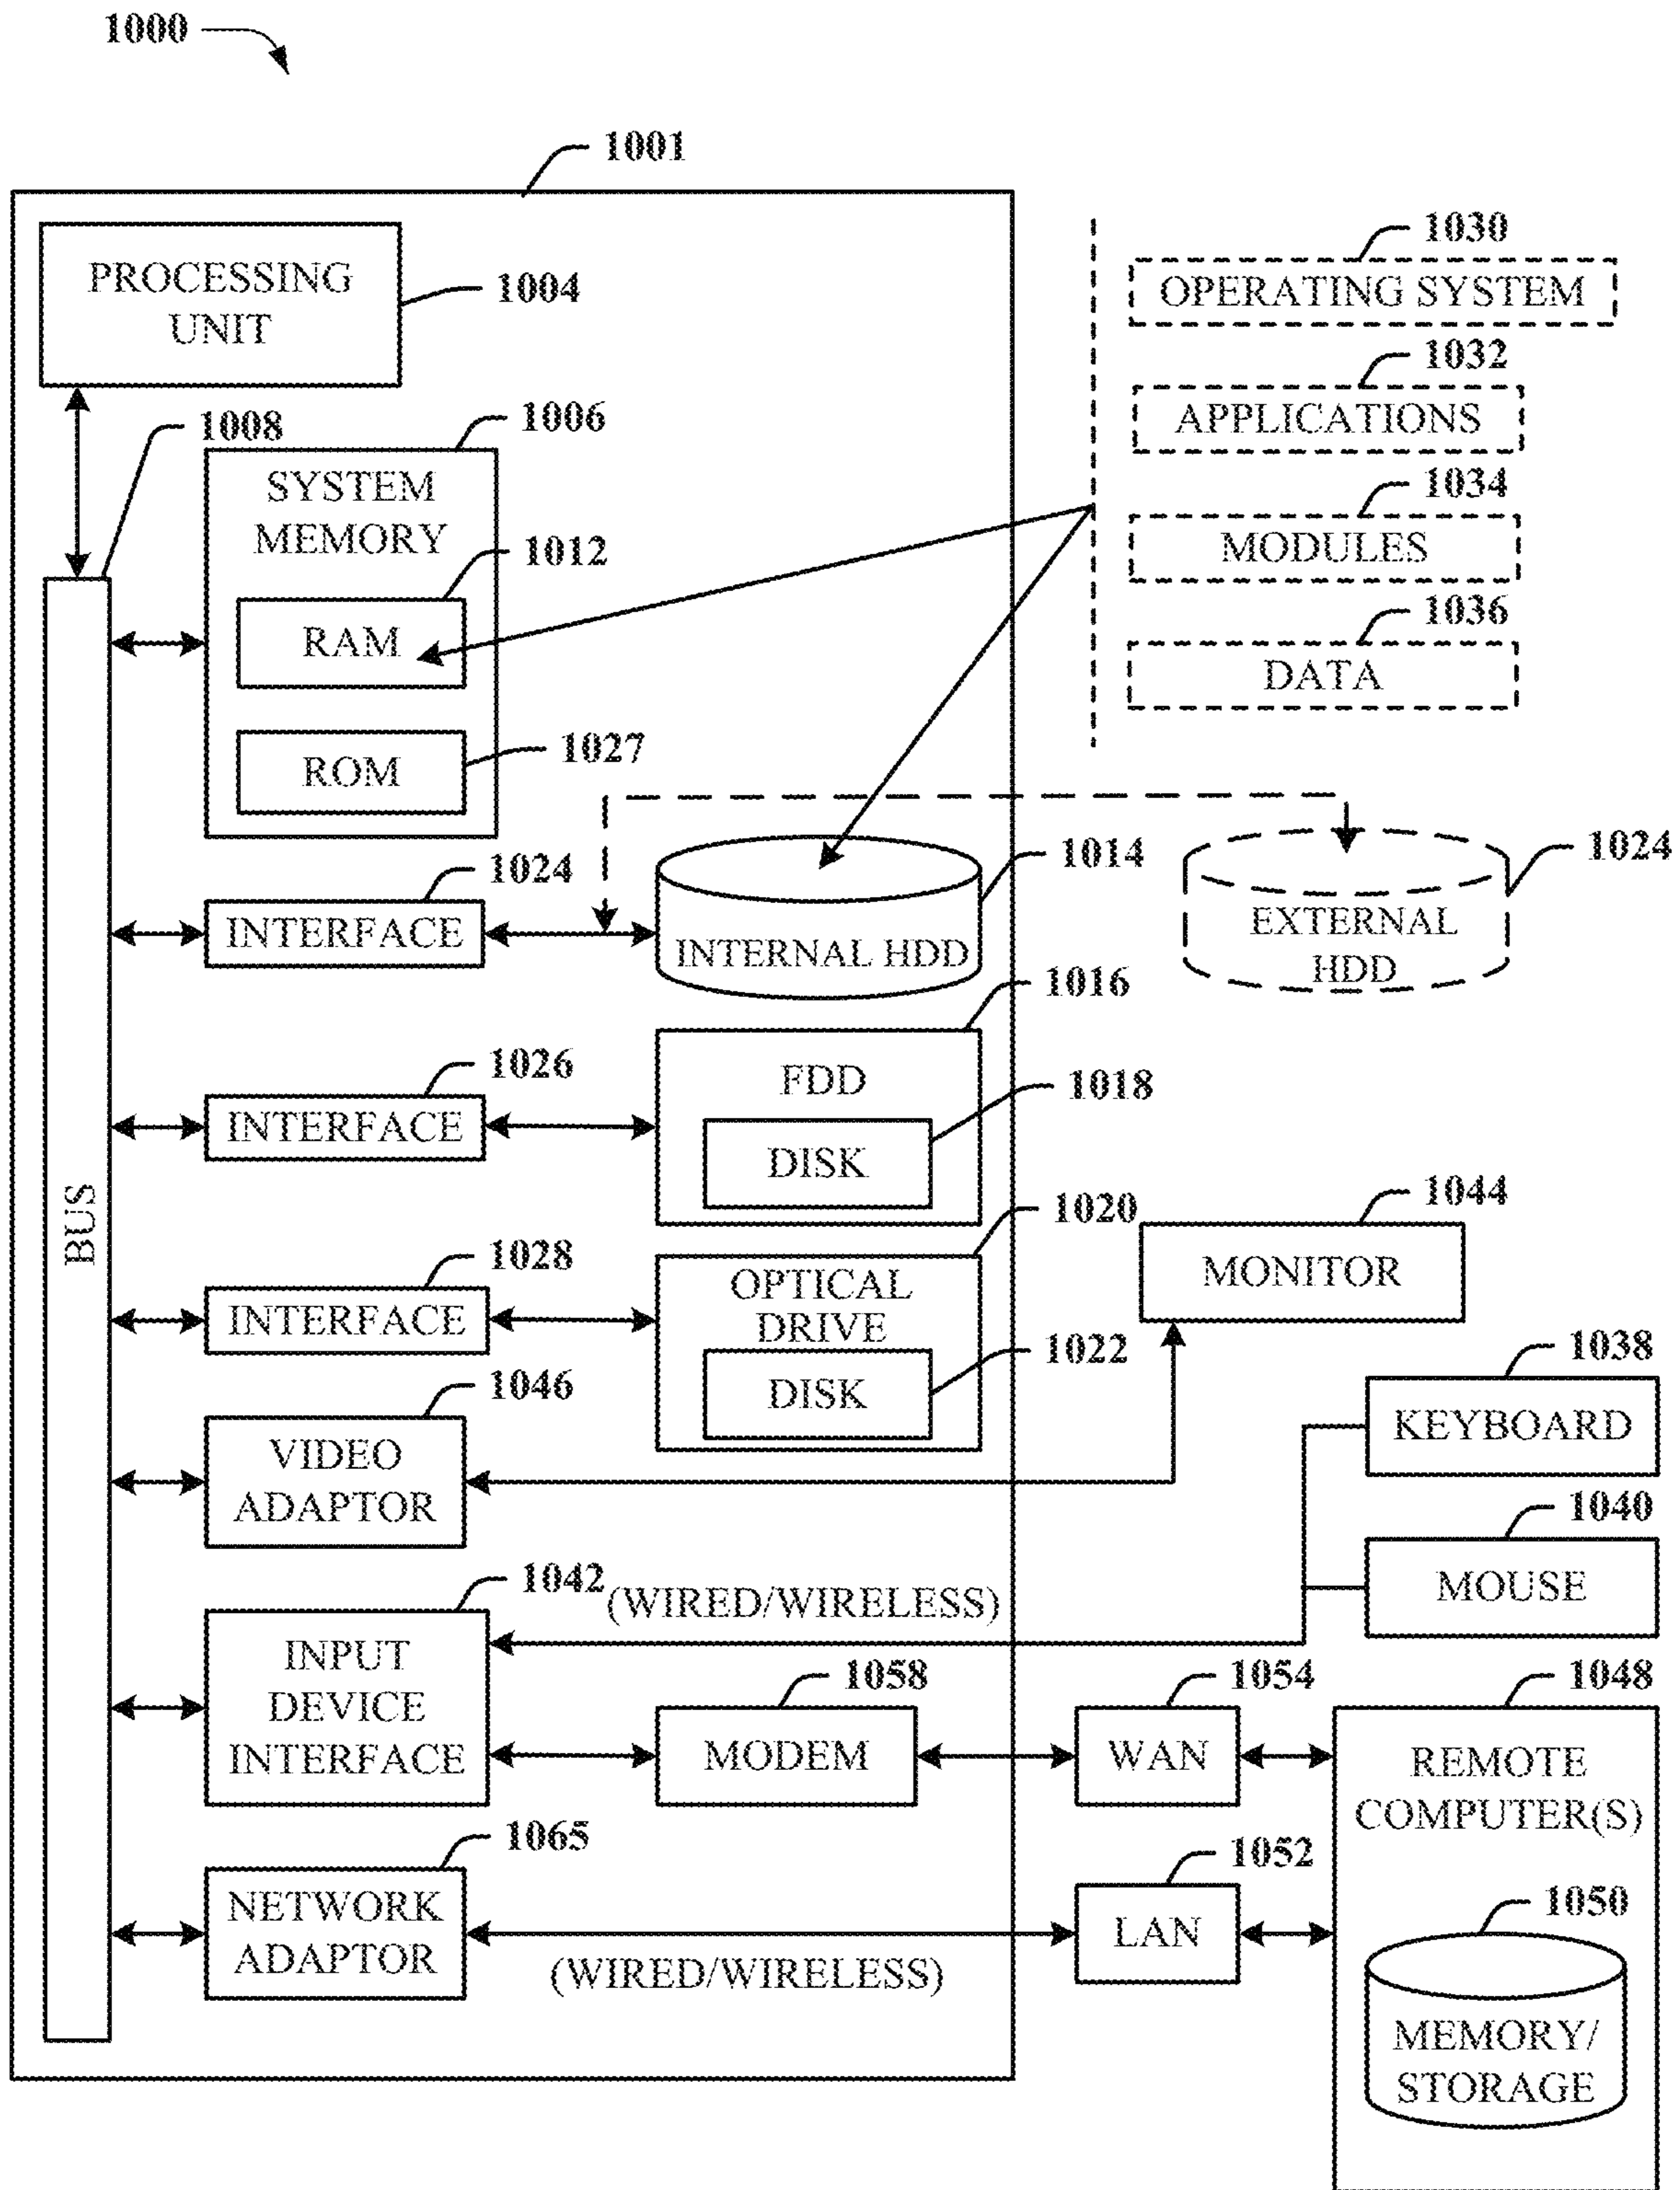 1000
1001
PROCESSING
UNIT
1004
1030
OPERATING SYSTEM
1032
APPLICATIONS
1034
MODULES
1036
DATA
1008
1006
SYSTEM
MEMORY
1012
RAM
1027
ROM
1024
INTERFACE
1014
INTERNAL HDD
1024
EXTERNAL
HDD
1016
1026
INTERFACE
FDD
1018
DISK
BUS
1020
1028
INTERFACE
OPTICAL
DRIVE
1022
DISK
1044
MONITOR
1046
VIDEO
ADAPTOR
1038
KEYBOARD
1040
MOUSE
1042
(WIRED/WIRELESS)
INPUT
DEVICE
INTERFACE
1058
MODEM
1054
WAN
1048
REMOTE
COMPUTER(S)
1065
NETWORK
ADAPTOR
(WIRED/WIRELESS)
1052
LAN
1050
MEMORY/
STORAGE